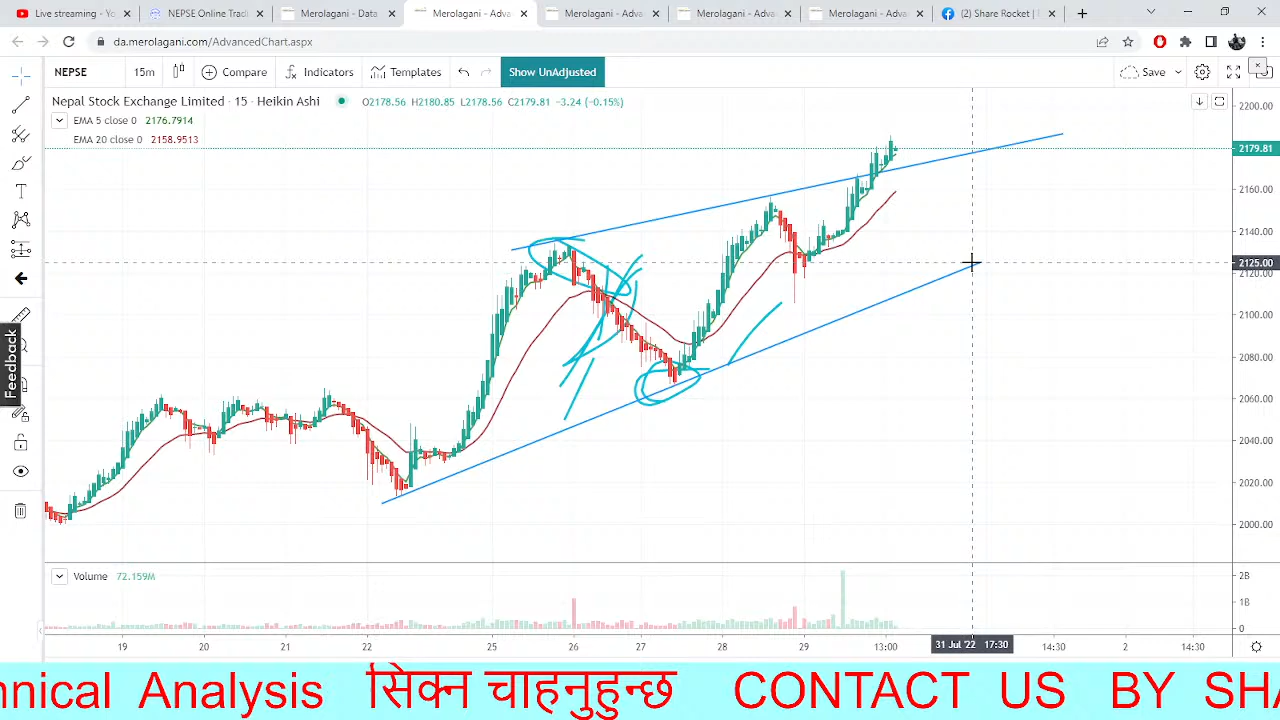 Live streaming - Yo
NEPSE Online Tradi
Merolagani - Data
Merolagani - Adva
Merolagani - Adva
Merolagani - Adva
Merolagani - Adva
(2) Share Rocket | 
da.merolagani.com/AdvancedChart.aspx
NEPSE 15m Compare Indicators Templates Show UnAdjusted Save
Nepal Stock Exchange Limited · 15 · Heikin Ashi O2178.56 H2180.85 L2178.56 C2179.81 −3.24 (−0.15%)
EMA 5 close 0 2176.7914
EMA 20 close 0 2158.9513
2200.00
2179.81
2160.00
2140.00
2125.00
2120.00
2100.00
2080.00
2060.00
2040.00
2020.00
2000.00
Feedback
Volume 72.159M
2B
1B
0
19 20 21 22 25 26 27 28 29 13:00 31 Jul '22 17:30 14:30 2 14:30
hnical Analysis सिक्न चाहनुहुन्छ CONTACT US BY SHA